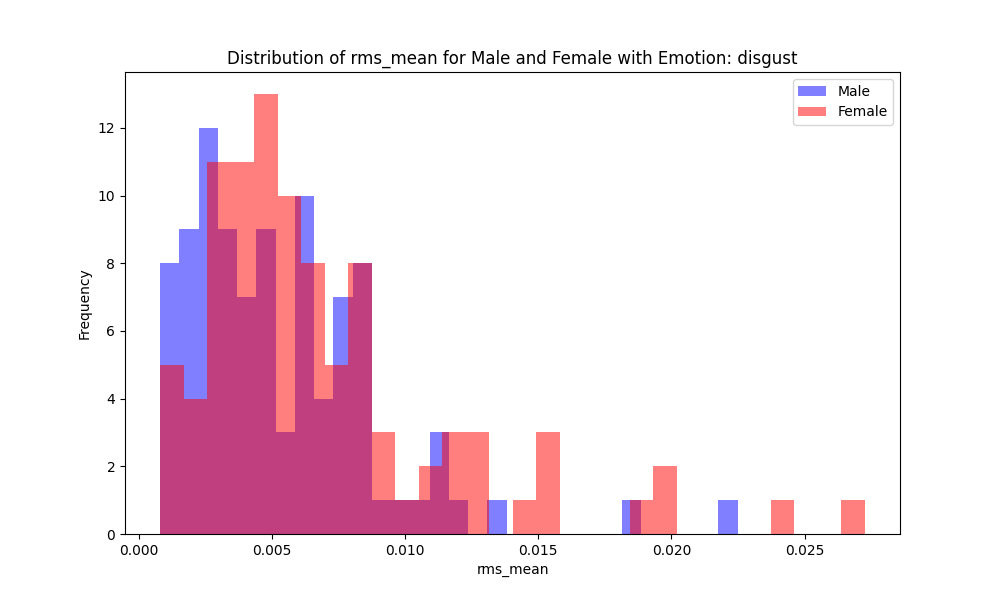 Distribution of rms_mean for Male and Female with Emotion: disgust
Male
Female
12
10
8
6
4
2
0
Frequency
0.000 0.005 0.010 0.015 0.020 0.025
rms_mean